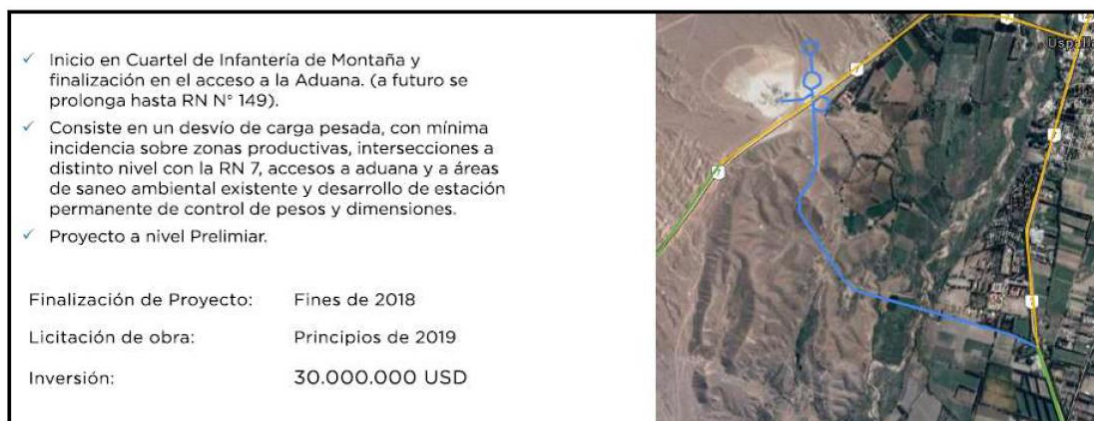 ✓ Inicio en Cuartel de Infantería de Montaña y
finalización en el acceso a la Aduana. (a futuro se
prolonga hasta RN N° 149).
✓ Consiste en un desvío de carga pesada, con mínima
incidencia sobre zonas productivas, intersecciones a
distinto nivel con la RN 7, accesos a aduana y a áreas
de saneo ambiental existente y desarrollo de estación
permanente de control de pesos y dimensiones.
✓ Proyecto a nivel Prelimiar.
Finalización de Proyecto: Fines de 2018
Licitación de obra: Principios de 2019
Inversión: 30.000.000 USD
Uspalla
7
7